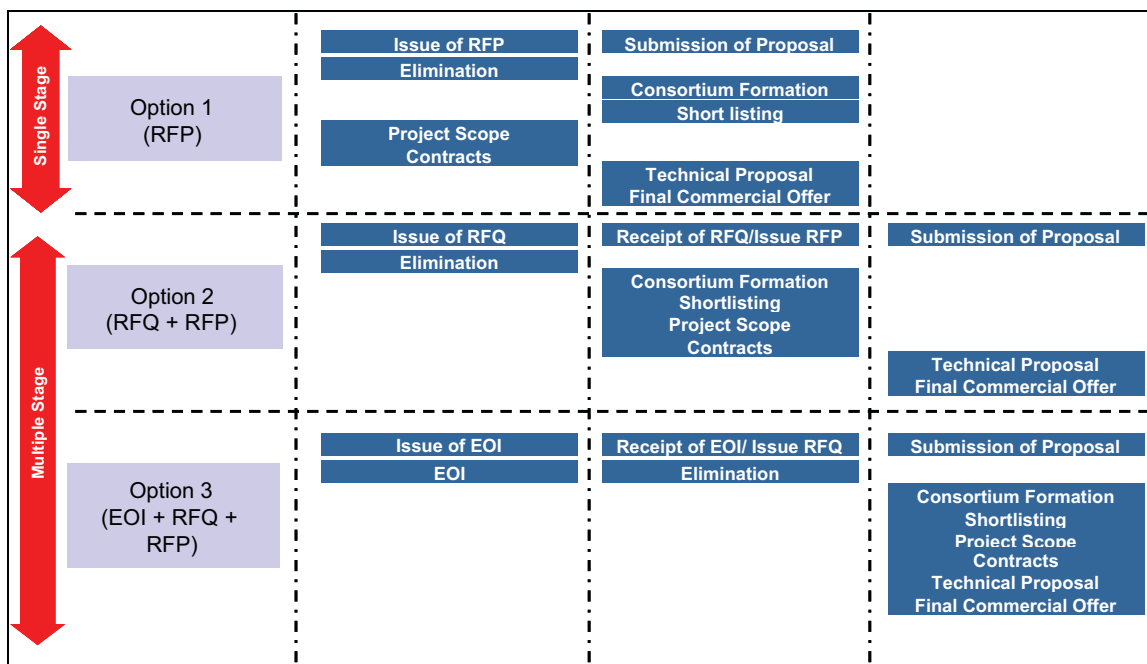 Single Stage
Option 1
(RFP)
Issue of RFP
Elimination
Project Scope
Contracts
Submission of Proposal
Consortium Formation
Short listing
Technical Proposal
Final Commercial Offer
Multiple Stage
Option 2
(RFQ + RFP)
Issue of RFQ
Elimination
Receipt of RFQ/Issue RFP
Consortium Formation
Shortlisting
Project Scope
Contracts
Submission of Proposal
Technical Proposal
Final Commercial Offer
Option 3
(EOI + RFQ +
RFP)
Issue of EOI
EOI
Receipt of EOI/ Issue RFQ
Elimination
Submission of Proposal
Consortium Formation
Shortlisting
Project Scope
Contracts
Technical Proposal
Final Commercial Offer